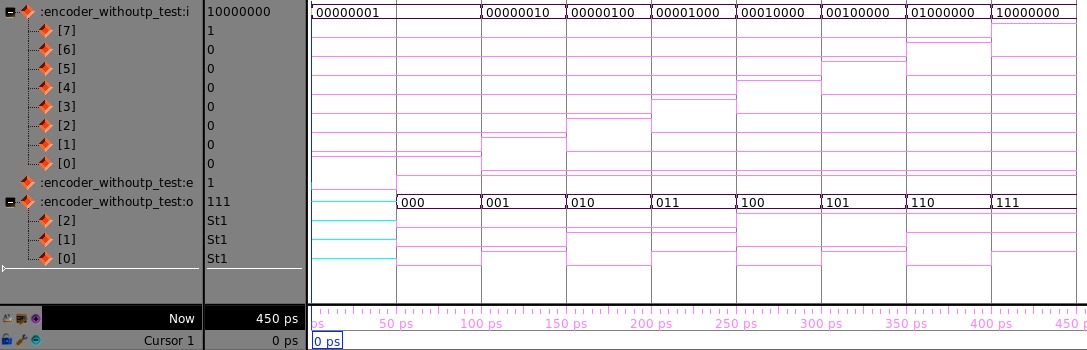 :encoder_withoutp_test:i 10000000 00000001 00000010 00000100 00001000 00010000 00100000 01000000 10000000
[7] 1
[6] 0
[5] 0
[4] 0
[3] 0
[2] 0
[1] 0
[0] 0
:encoder_withoutp_test:e 1
:encoder_withoutp_test:o 111 000 001 010 011 100 101 110 111
[2] St1
[1] St1
[0] St1
Now 450 ps ps 50 ps 100 ps 150 ps 200 ps 250 ps 300 ps 350 ps 400 ps 450 p
Cursor 1 0 ps 0 ps